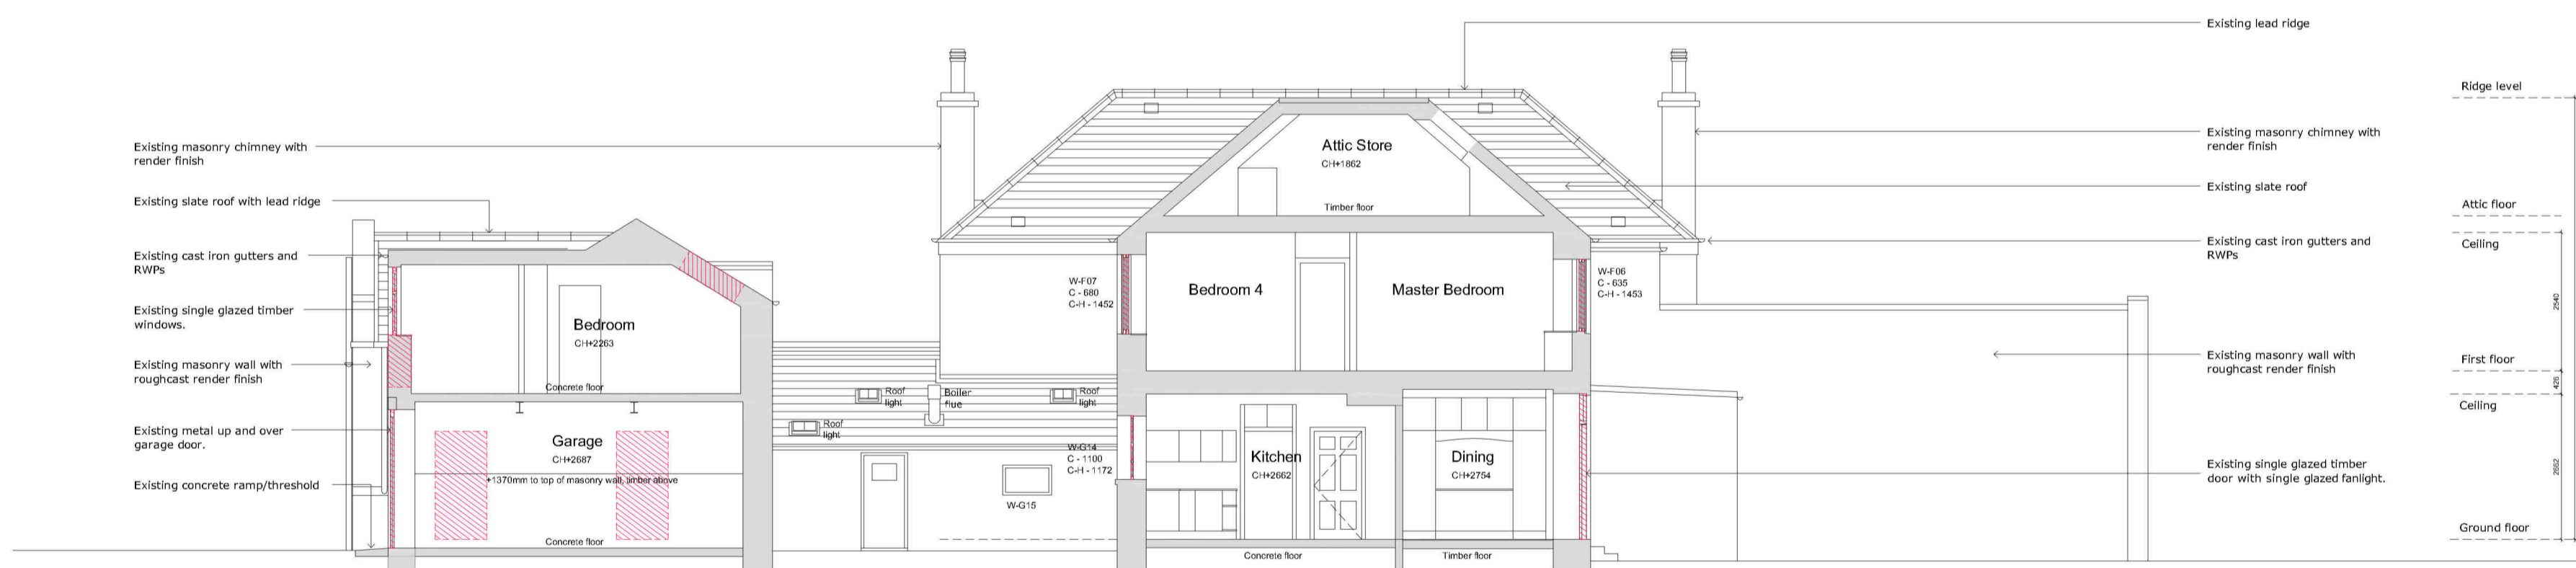 Existing masonry chimney with
render finish
Existing slate roof with lead ridge
Existing cast iron gutters and
RWPs
Existing single glazed timber
windows.
Existing masonry wall with
roughcast render finish
Existing metal up and over
garage door.
Existing concrete ramp/threshold
Bedroom
CH+2263
Concrete floor
Garage
CH+2687
+1370mm to top of masonry wall, timber above
Concrete floor
Roof
light
Roof
light
Boiler
flue
Roof
light
W-G15
W-F07
C - 680
C-H - 1452
W-G14
C - 1100
C-H - 1172
Attic Store
CH+1862
Timber floor
Bedroom 4
Master Bedroom
Kitchen
CH+2662
Dining
CH+2754
Concrete floor
Timber floor
W-F06
C - 635
C-H - 1453
Existing lead ridge
Existing masonry chimney with
render finish
Existing slate roof
Existing cast iron gutters and
RWPs
Existing masonry wall with
roughcast render finish
Existing single glazed timber
door with single glazed fanlight.
Ridge level
Attic floor
Ceiling
2540
First floor
426
Ceiling
2662
Ground floor